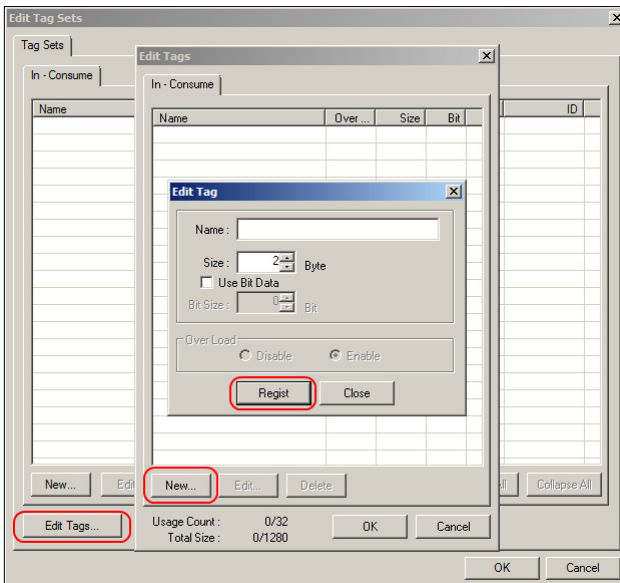 Edit Tag Sets
Tag Sets
In - Consume
Name
ID
New...
Collapse All
Edit Tags...
OK Cancel
Edit Tags
In - Consume
Name Over ... Size Bit
Edit Tag
Name :
Size : 2 Byte
Use Bit Data
Bit Size : 0 Bit
Over Load
Disable Enable
Regist Close
New... Edit... Delete
Usage Count : 0/32
Total Size : 0/1280
OK Cancel